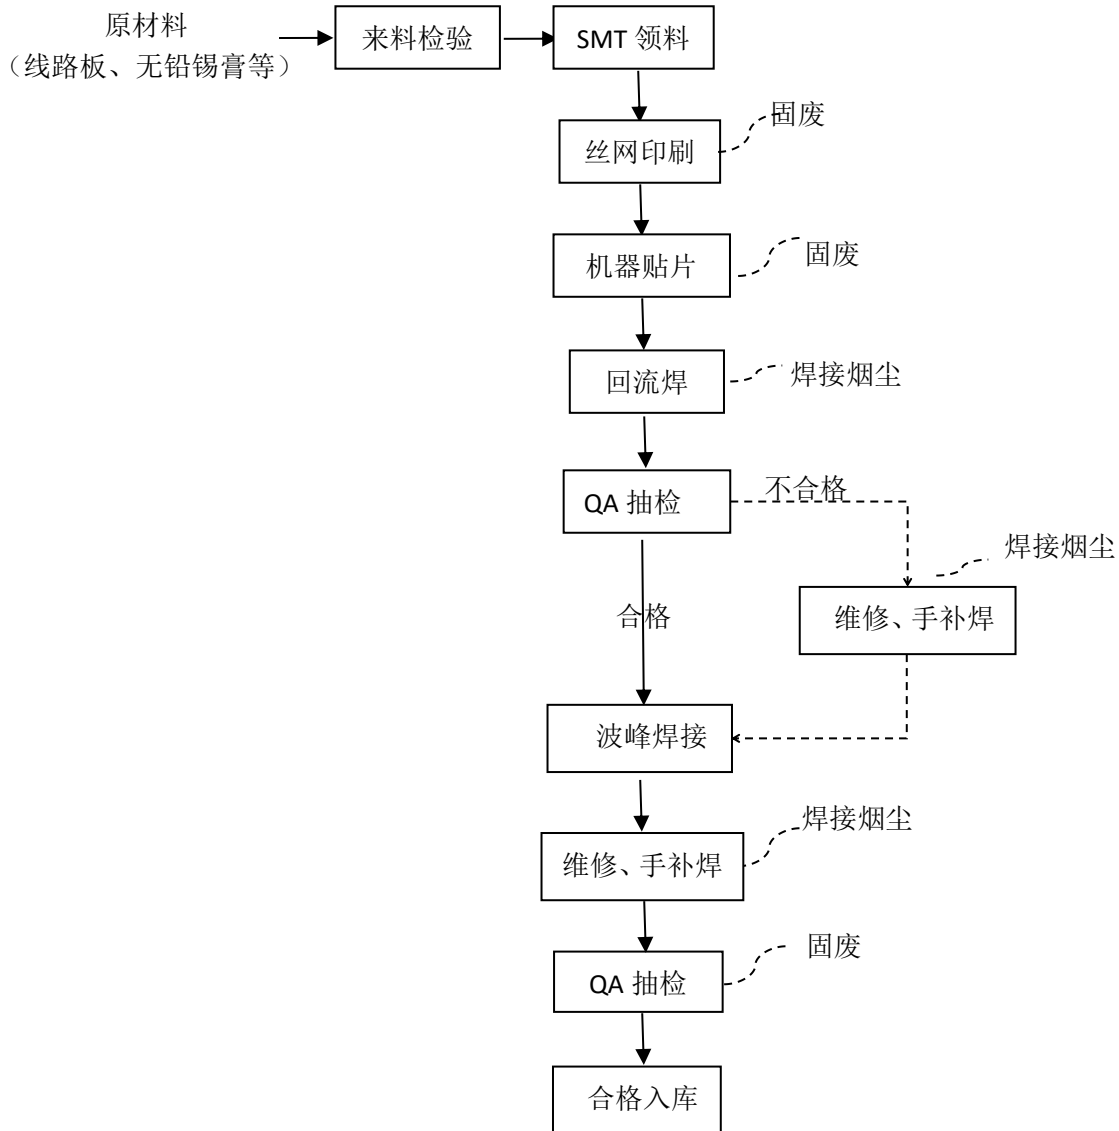 原材料
（线路板、无铅锡膏等）
来料检验
SMT 领料
固废
丝网印刷
固废
机器贴片
回流焊
焊接烟尘
QA 抽检
不合格
焊接烟尘
合格
维修、手补焊
波峰焊接
焊接烟尘
维修、手补焊
固废
QA 抽检
合格入库